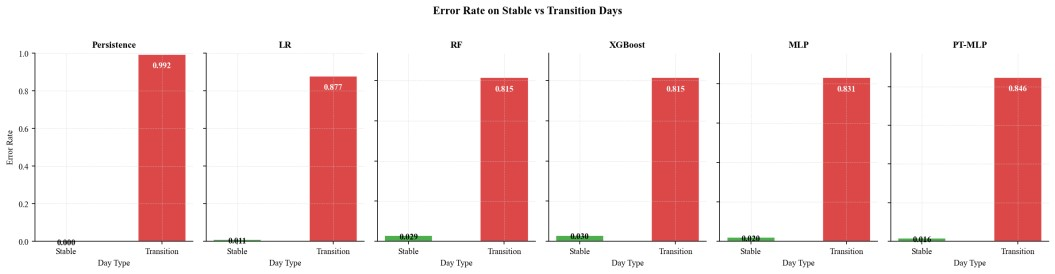 Error Rate on Stable vs Transition Days
Persistence
LR
RF
XGBoost
MLP
PT-MLP
Error Rate
1.0
0.8
0.6
0.4
0.2
0.0
0.000
0.992
0.011
0.877
0.029
0.815
0.030
0.815
0.020
0.831
0.016
0.846
Stable Transition
Stable Transition
Stable Transition
Stable Transition
Stable Transition
Stable Transition
Day Type
Day Type
Day Type
Day Type
Day Type
Day Type